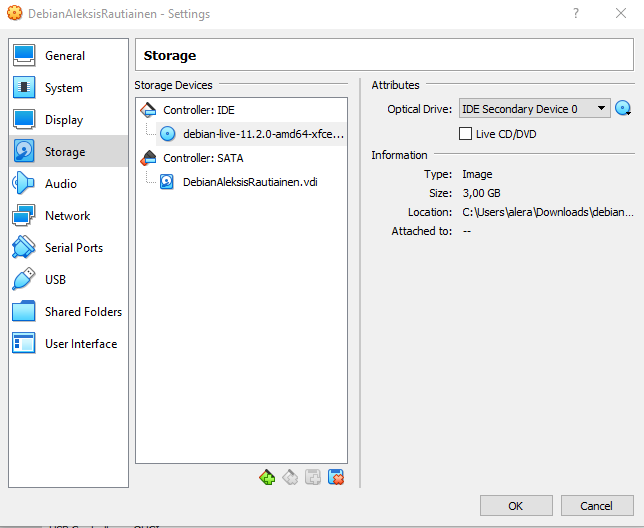 DebianAleksisRautiainen - Settings
?
General
System
Display
Storage
Audio
Network
Serial Ports
USB
Shared Folders
User Interface
Storage
Storage Devices
Controller: IDE
debian-live-11.2.0-amd64-xfce...
Controller: SATA
DebianAleksisRautiainen.vdi
Attributes
Optical Drive: IDE Secondary Device 0
Live CD/DVD
Information
Type: Image
Size: 3,00 GB
Location: C:\Users\alera\Downloads\debian...
Attached to: --
OK Cancel